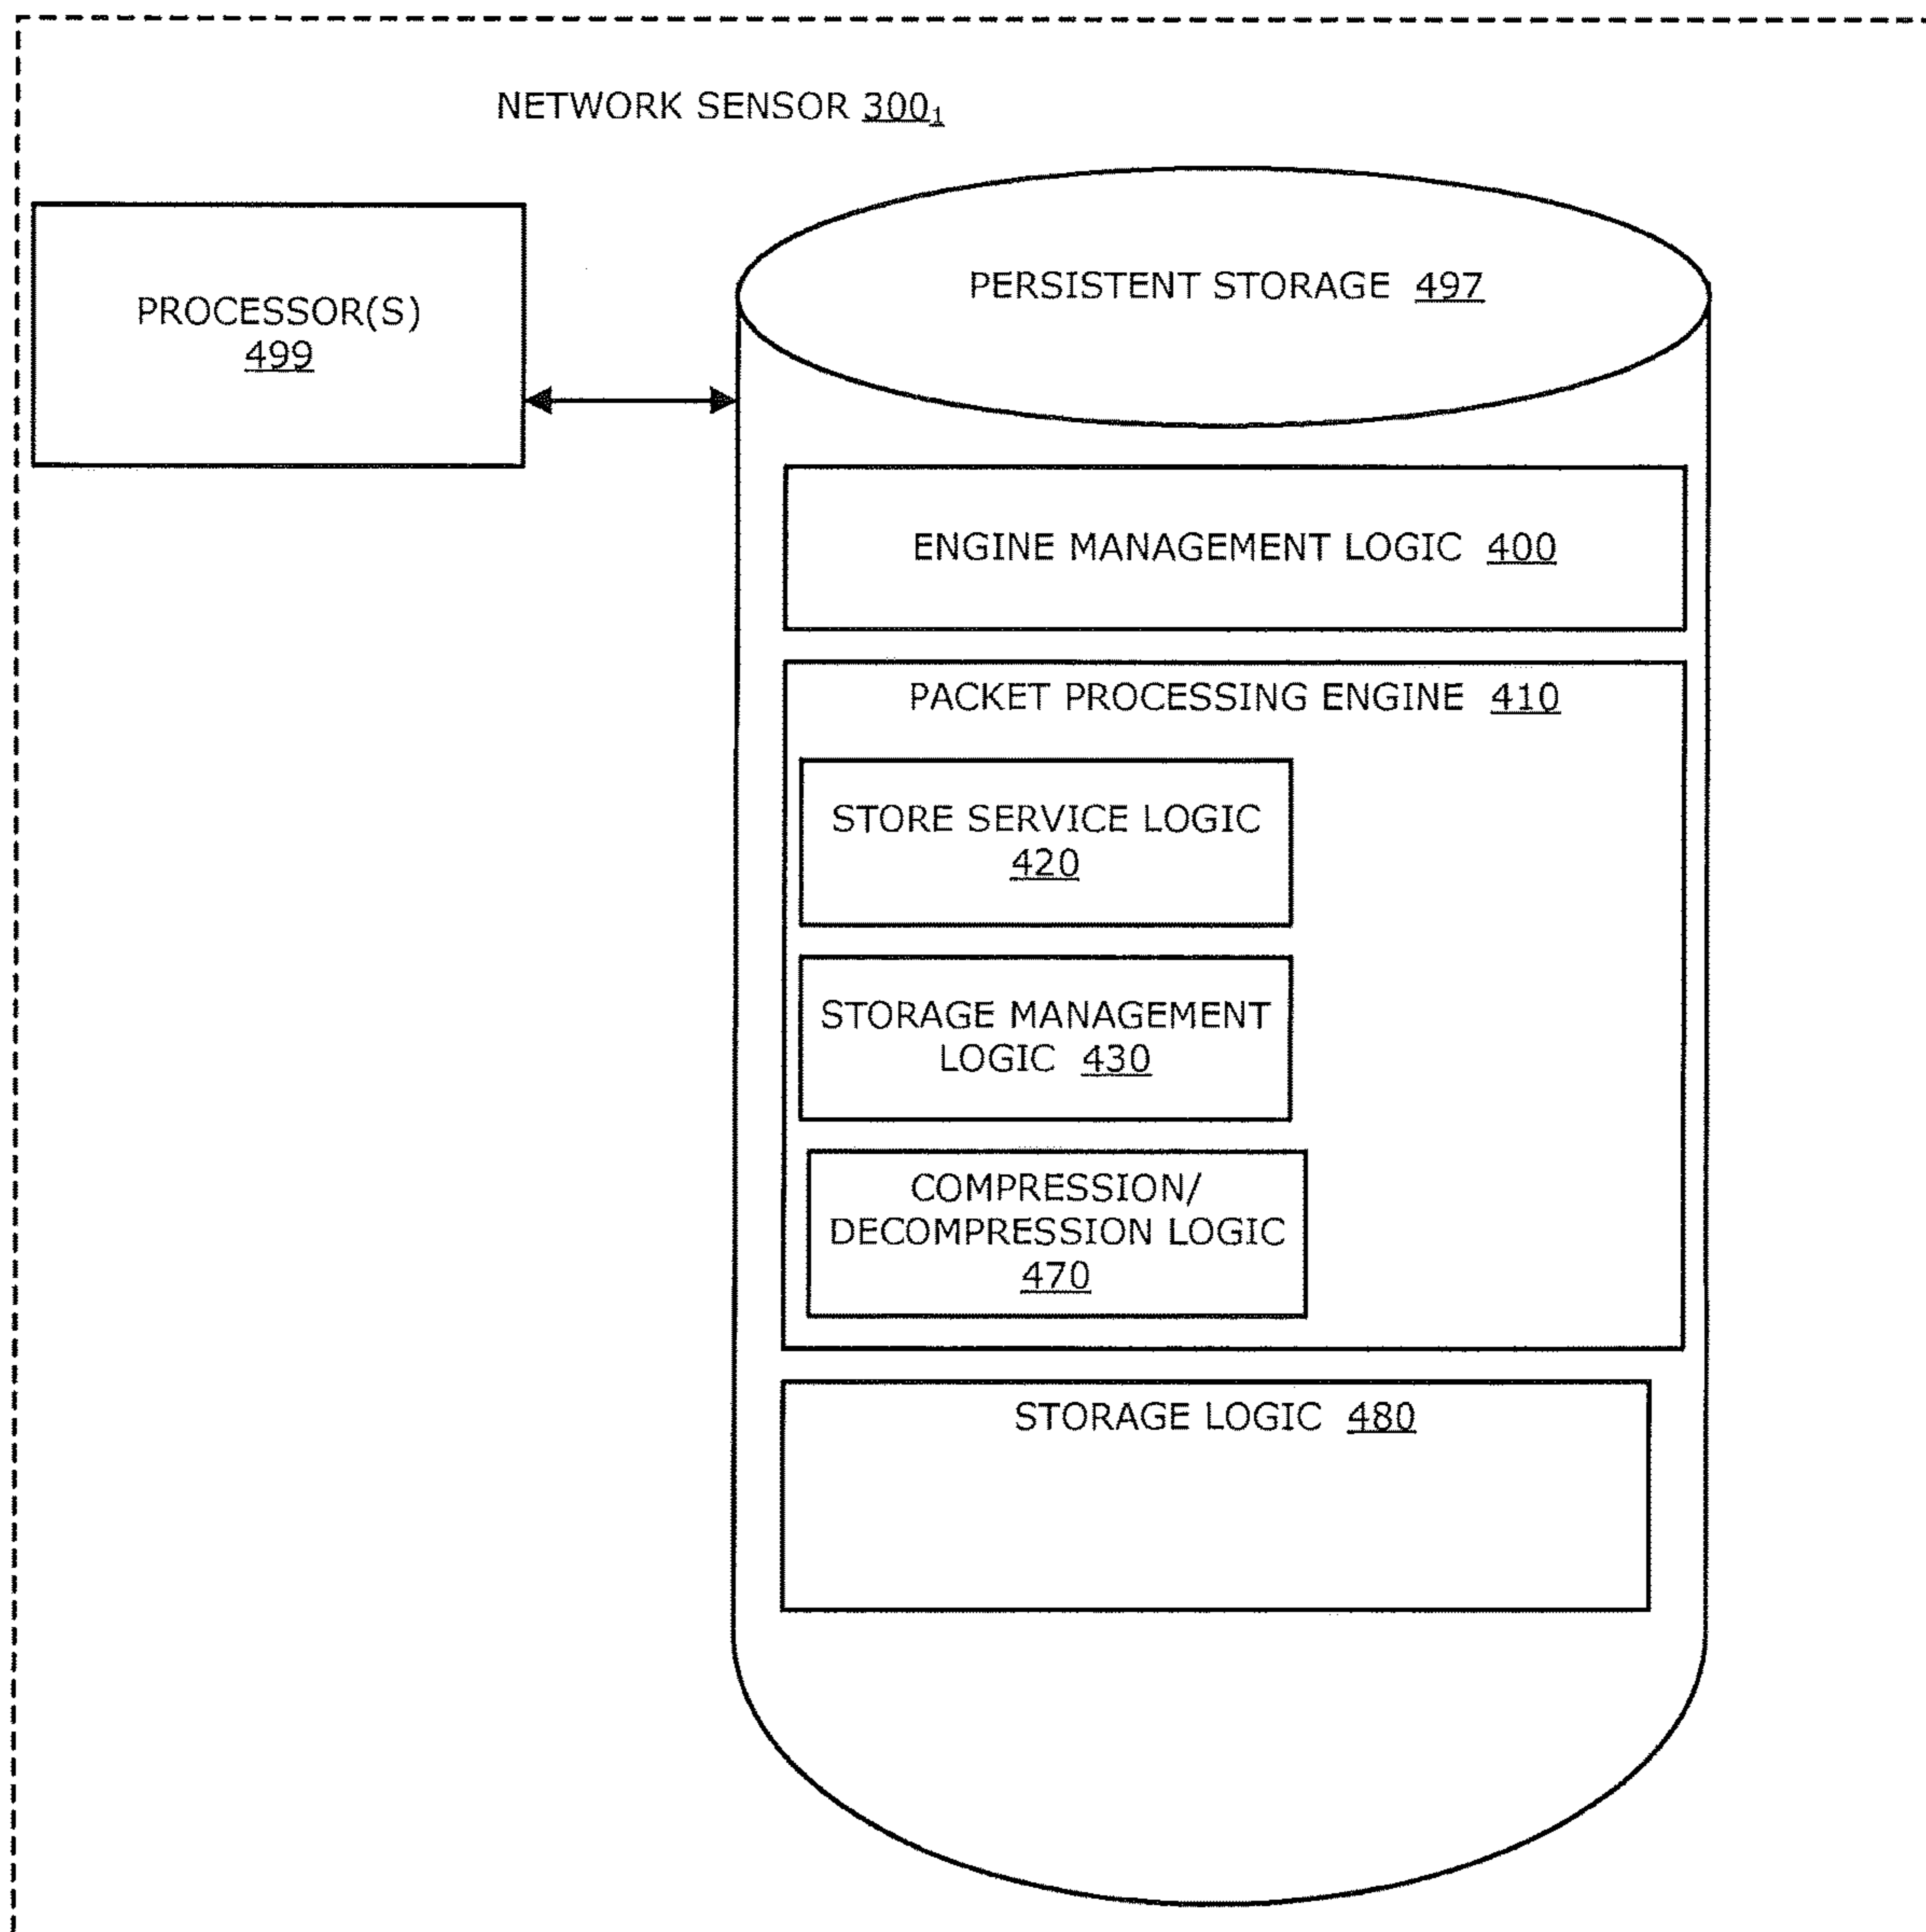 NETWORK SENSOR 300₁
PROCESSOR(S)
499
PERSISTENT STORAGE 497
ENGINE MANAGEMENT LOGIC 400
PACKET PROCESSING ENGINE 410
STORE SERVICE LOGIC
420
STORAGE MANAGEMENT
LOGIC 430
COMPRESSION/
DECOMPRESSION LOGIC
470
STORAGE LOGIC 480